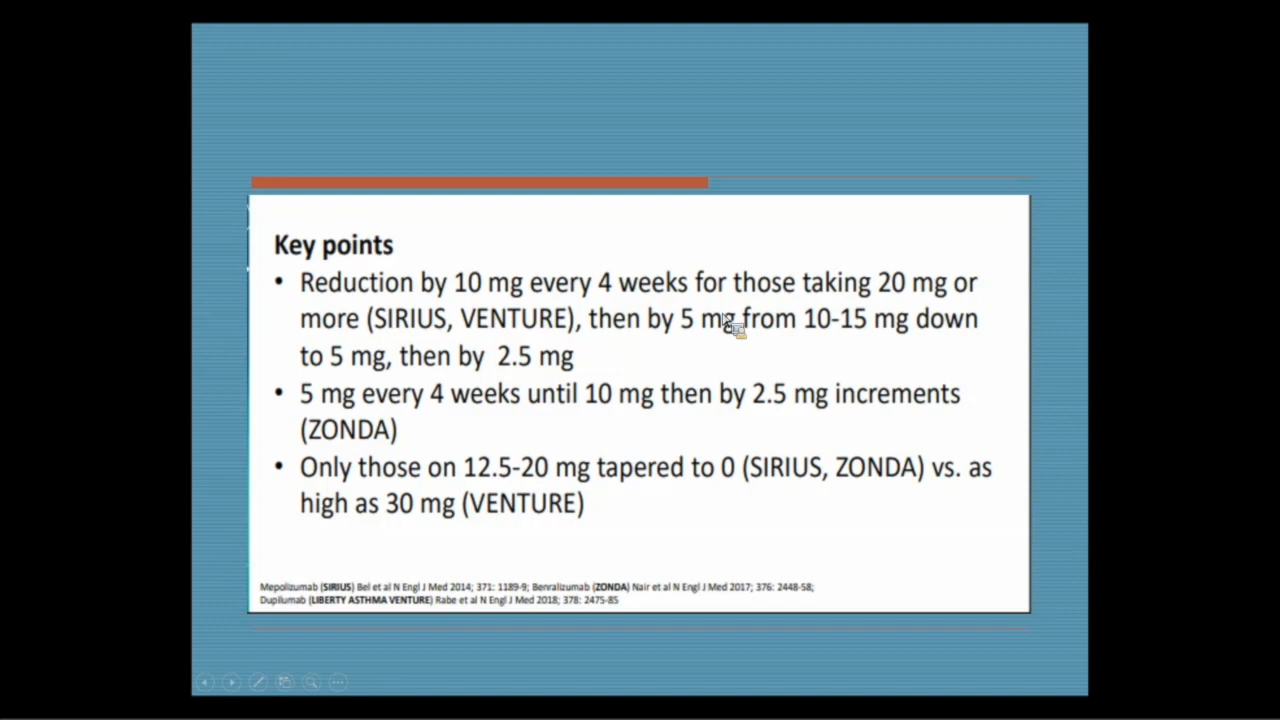 Key points
• Reduction by 10 mg every 4 weeks for those taking 20 mg or
more (SIRIUS, VENTURE), then by 5 mg from 10-15 mg down
to 5 mg, then by 2.5 mg
• 5 mg every 4 weeks until 10 mg then by 2.5 mg increments
(ZONDA)
• Only those on 12.5-20 mg tapered to 0 (SIRIUS, ZONDA) vs. as
high as 30 mg (VENTURE)
Mepolizumab (SIRIUS) Bel et al N Engl J Med 2014; 371: 1189-9; Benralizumab (ZONDA) Nair et al N Engl J Med 2017; 376: 2448-58;
Dupilumab (LIBERTY ASTHMA VENTURE) Rabe et al N Engl J Med 2018; 378: 2475-85